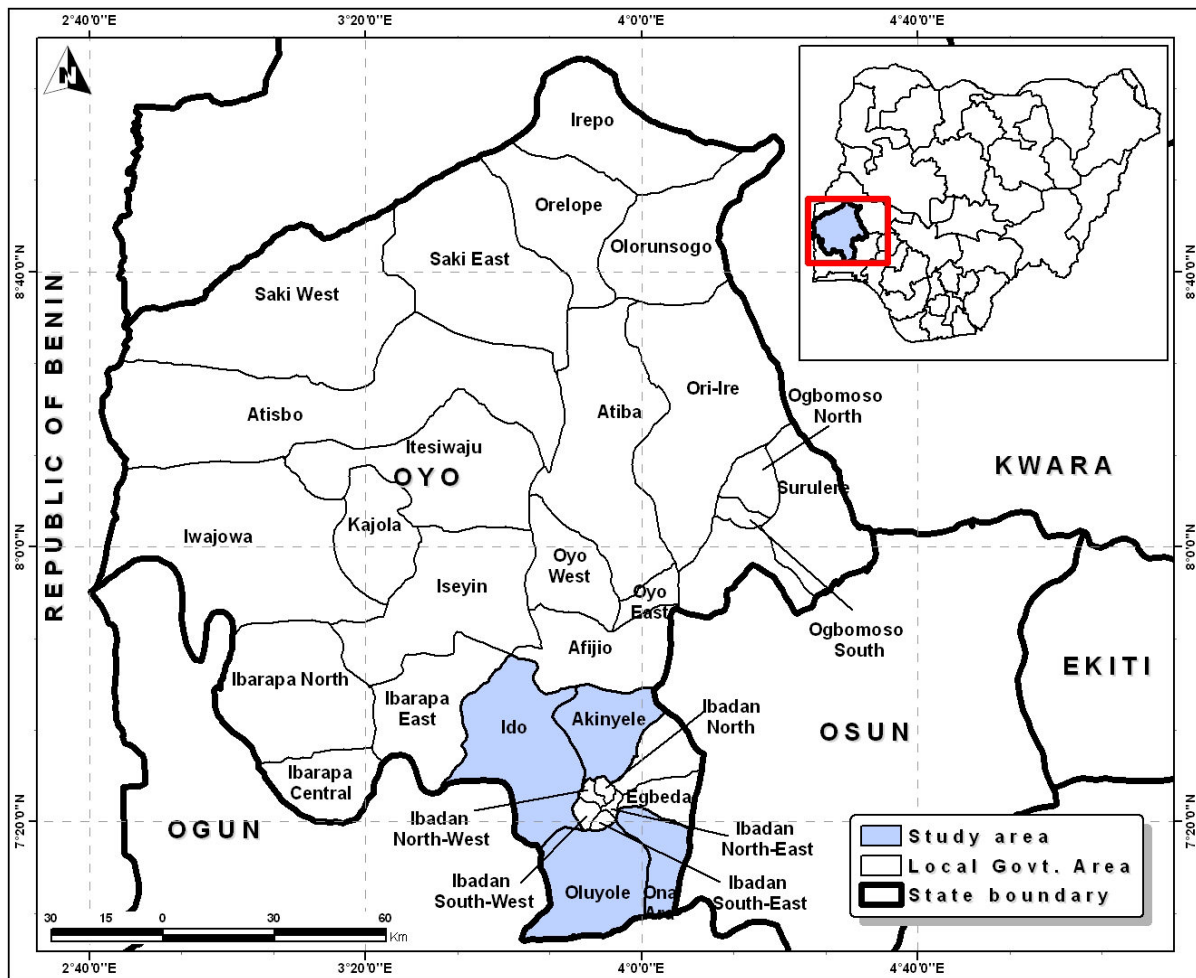 2°40'0"E
3°20'0"E
4°00'0"E
4°40'0"E
N
Irepo
Orelope
Olorunsogo
Saki East
Saki West
8°40'0"N
8°40'0"N
REPUBLIC OF BENIN
Ori-Ire
Ogbomoso
North
Atiba
Atisbo
Itesiwaju
OYO
KWARA
Surulere
Kajola
Iwajowa
8°0'0"N
8°0'0"N
Oyo
West
Iseyin
Oyo
East
Ogbomoso
South
Afijio
EKITI
Ibarapa North
Ibarapa
East
Ibadan
North
Ido
Akinyele
OSUN
Ibarapa
Central
Egbeda
7°20'0"N
7°20'0"N
OGUN
Ibadan
North-West
Ibadan
North-East
Ibadan
South-West
Oluyole
Ona
Ara
Ibadan
South-East
Study area
Local Govt. Area
State boundary
30 15 0 30 60
Km
2°40'0"E
3°20'0"E
4°0'0"E
4°40'0"E